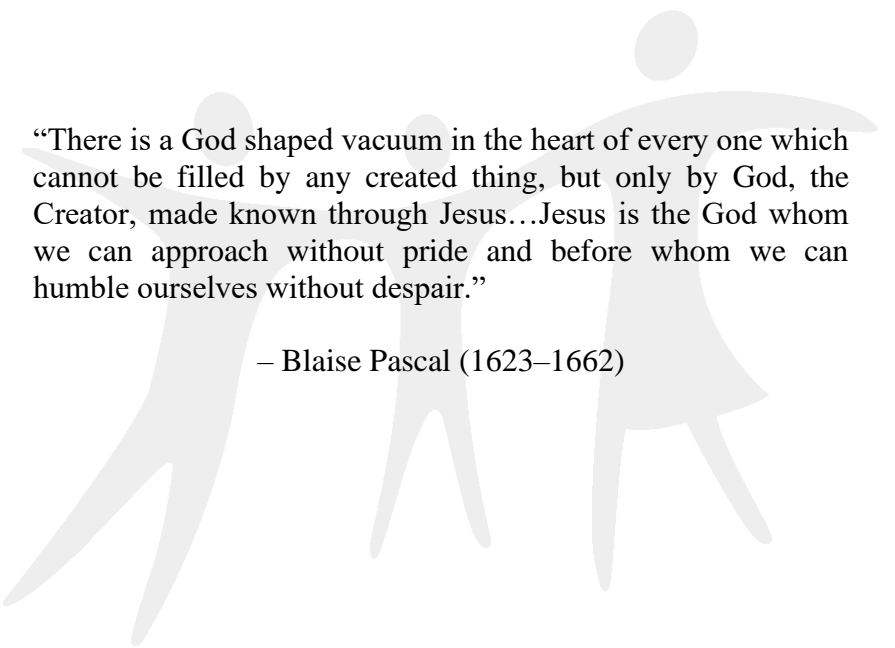 “There is a God shaped vacuum in the heart of every one which
cannot be filled by any created thing, but only by God, the
Creator, made known through Jesus…Jesus is the God whom
we can approach without pride and before whom we can
humble ourselves without despair.”
– Blaise Pascal (1623–1662)